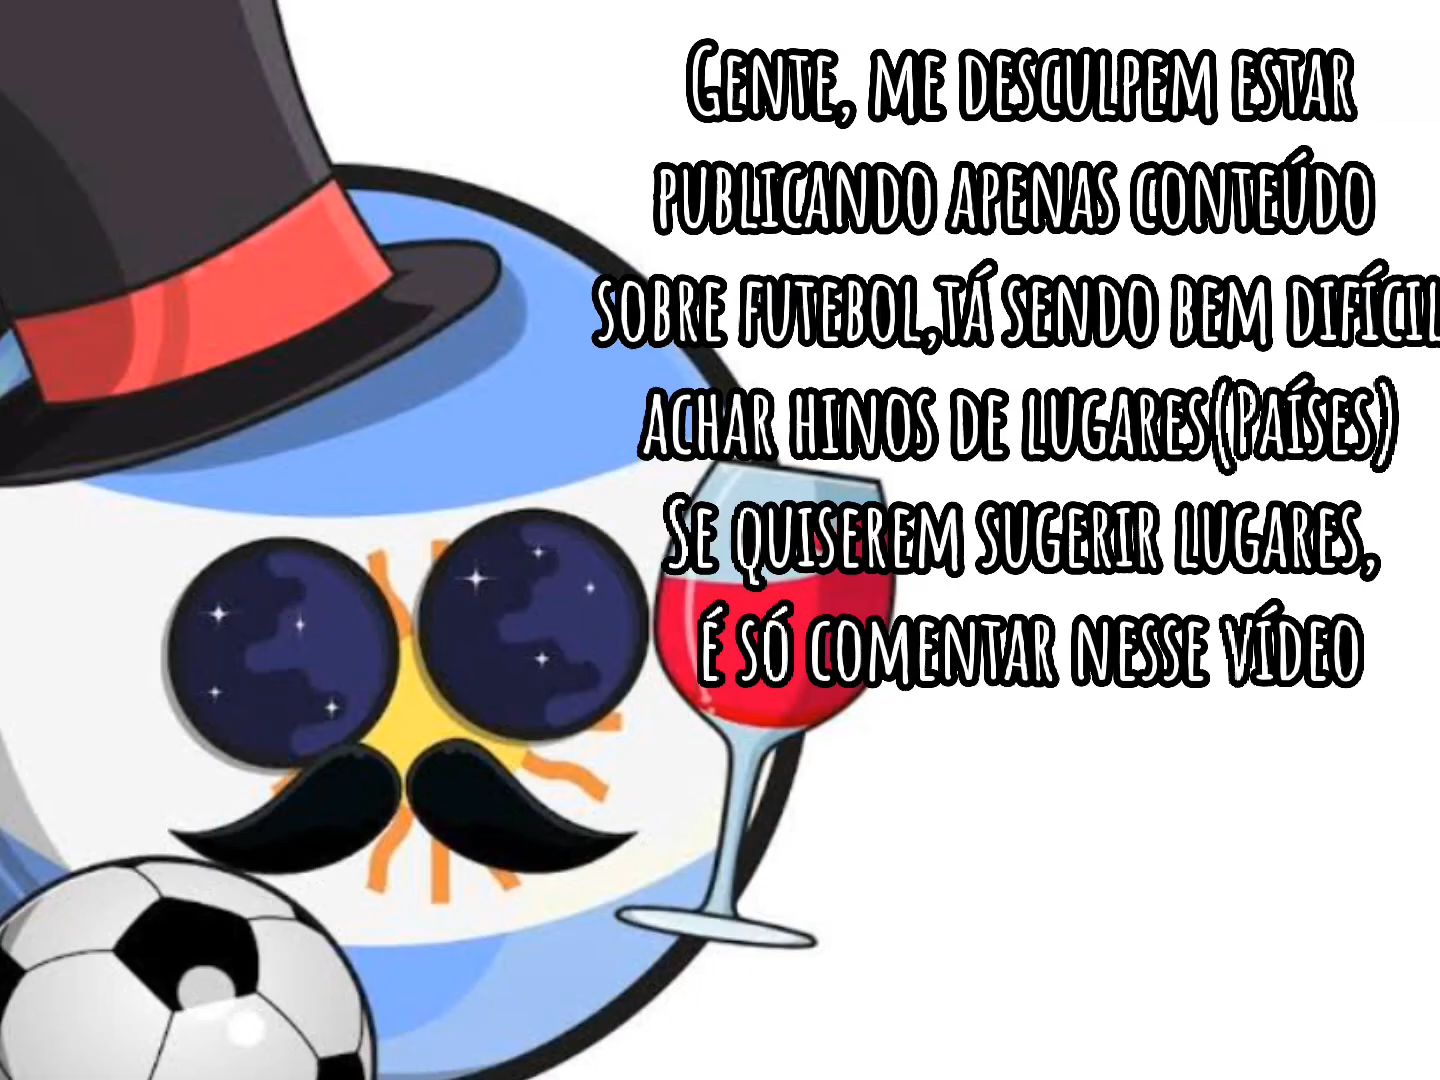 Gente, me desculpem estar
publicando apenas conteúdo
sobre futebol,tá sendo bem difícil
achar hinos de lugares(Países)
Se quiserem sugerir lugares,
é só comentar nesse vídeo